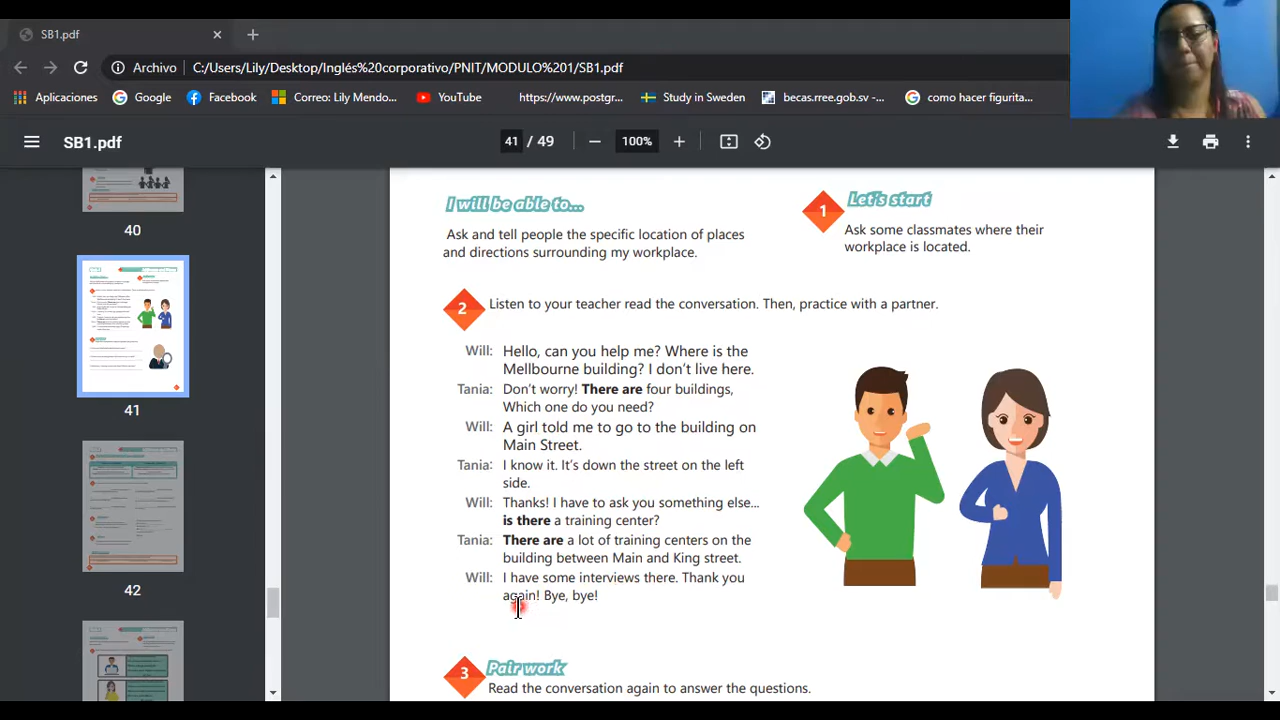 SB1.pdf
Archivo C:/Users/Lily/Desktop/Inglés%20corporativo/PNIT/MODULO%201/SB1.pdf
Aplicaciones Google Facebook Correo: Lily Mendo... YouTube https://www.postgr... Study in Sweden becas.rree.gob.sv -... como hacer figurita...
SB1.pdf 41 / 49 100%
40
41
42
I will be able to...
Ask and tell people the specific location of places
and directions surrounding my workplace.
1 Let's start
Ask some classmates where their
workplace is located.
2 Listen to your teacher read the conversation. Then, practice with a partner.
Will: Hello, can you help me? Where is the
Mellbourne building? I don't live here.
Tania: Don't worry! There are four buildings,
Which one do you need?
Will: A girl told me to go to the building on
Main Street.
Tania: I know it. It's down the street on the left
side.
Will: Thanks! I have to ask you something else...
is there a training center?
Tania: There are a lot of training centers on the
building between Main and King street.
Will: I have some interviews there. Thank you
again! Bye, bye!
3 Pair work
Read the conversation again to answer the questions.